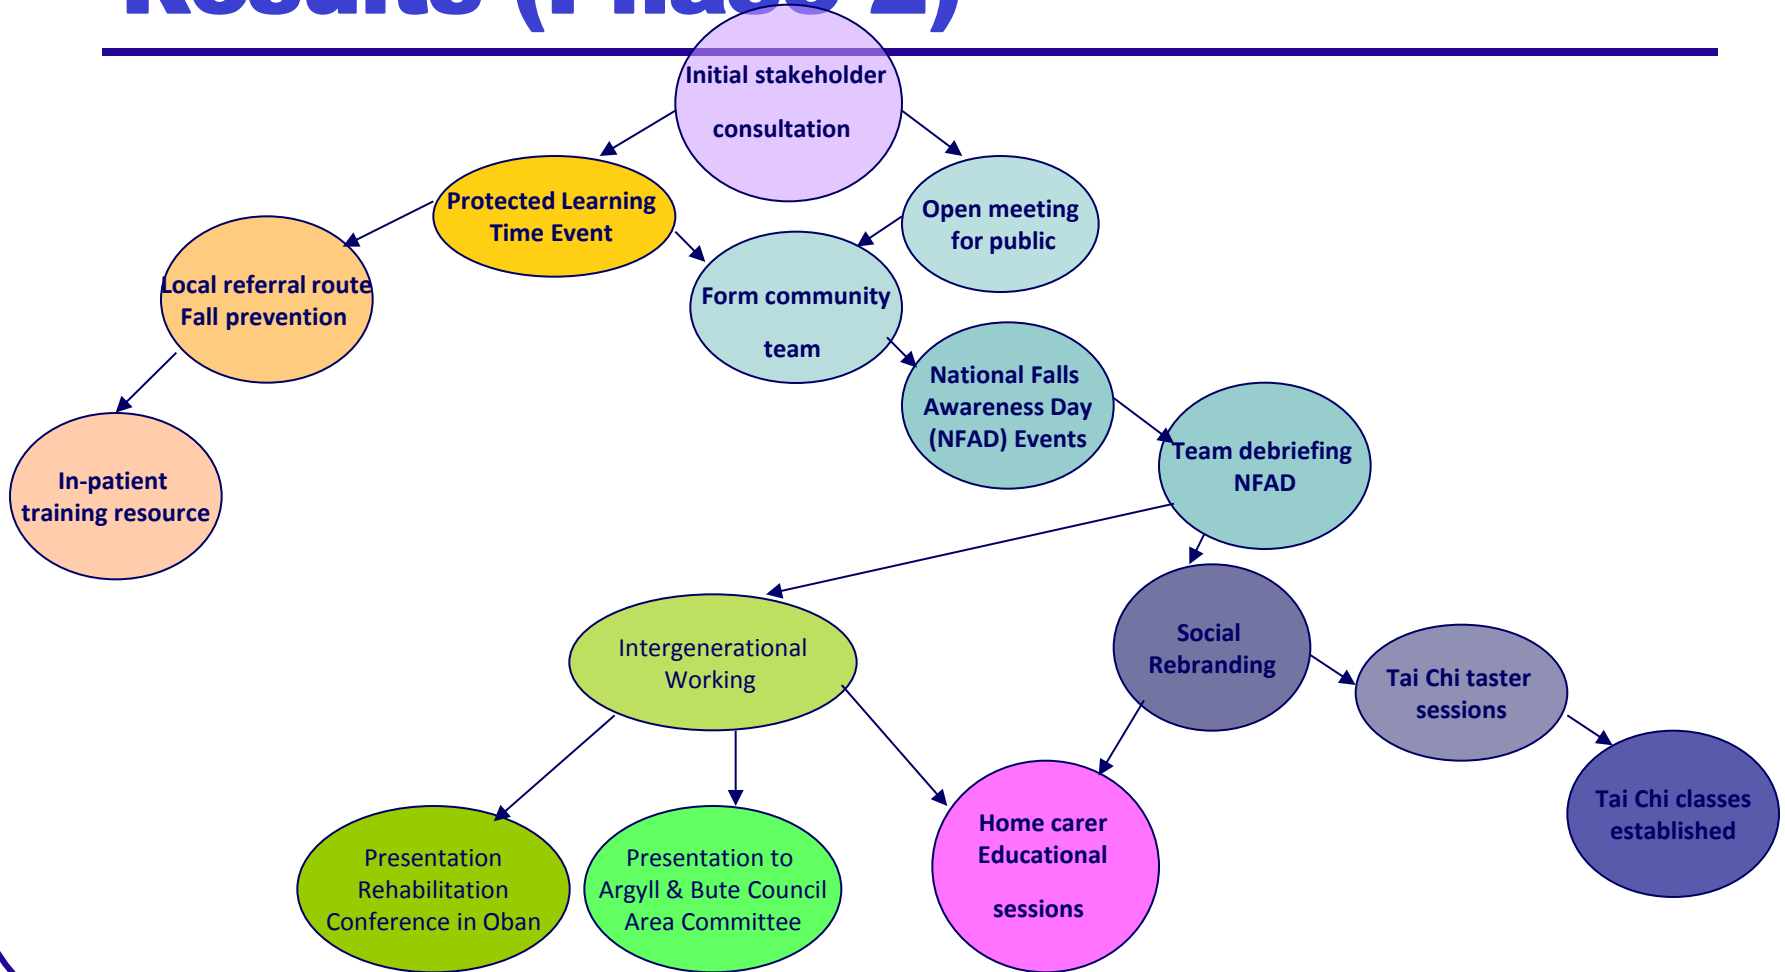 Results (Phase 2)
Initial stakeholder
consultation
Protected Learning
Time Event
Open meeting
for public
Local referral route
Fall prevention
Form community
team
National Falls
Awareness Day
(NFAD) Events
Team debriefing
NFAD
In-patient
training resource
Intergenerational
Working
Social
Rebranding
Tai Chi taster
sessions
Tai Chi classes
established
Home carer
Educational
sessions
Presentation
Rehabilitation
Conference in Oban
Presentation to
Argyll & Bute Council
Area Committee